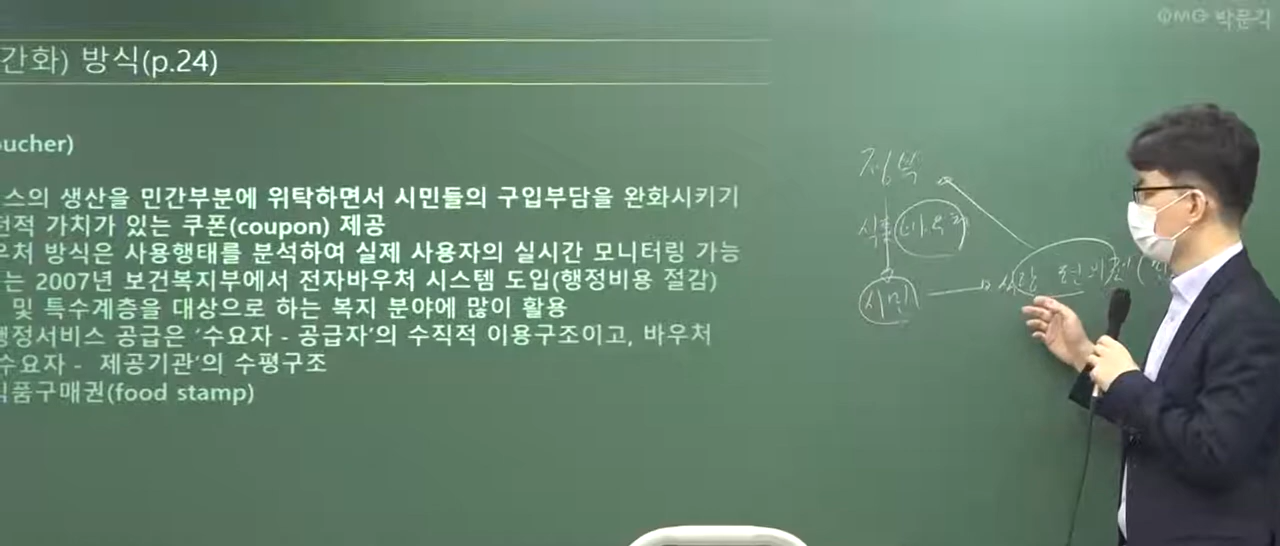 PMG 박문각
간화) 방식(p.24)
ucher)
스의 생산을 민간부분에 위탁하면서 시민들의 구입부담을 완화시키기
전적 가치가 있는 쿠폰(coupon) 제공
우처 방식은 사용행태를 분석하여 실제 사용자의 실시간 모니터링 가능
는 2007년 보건복지부에서 전자바우처 시스템 도입(행정비용 절감)
및 특수계층을 대상으로 하는 복지 분야에 많이 활용
행정서비스 공급은 '수요자 - 공급자'의 수직적 이용구조이고, 바우처
수요자 - 제공기관'의 수평구조
식품구매권(food stamp)
정부
시민